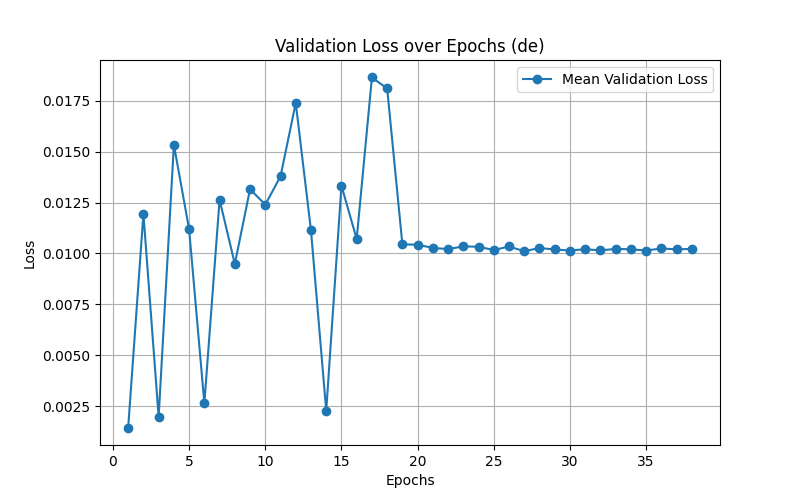 Validation Loss over Epochs (de)
Mean Validation Loss
0.0175
0.0150
0.0125
0.0100
0.0075
0.0050
0.0025
Loss
0 5 10 15 20 25 30 35
Epochs